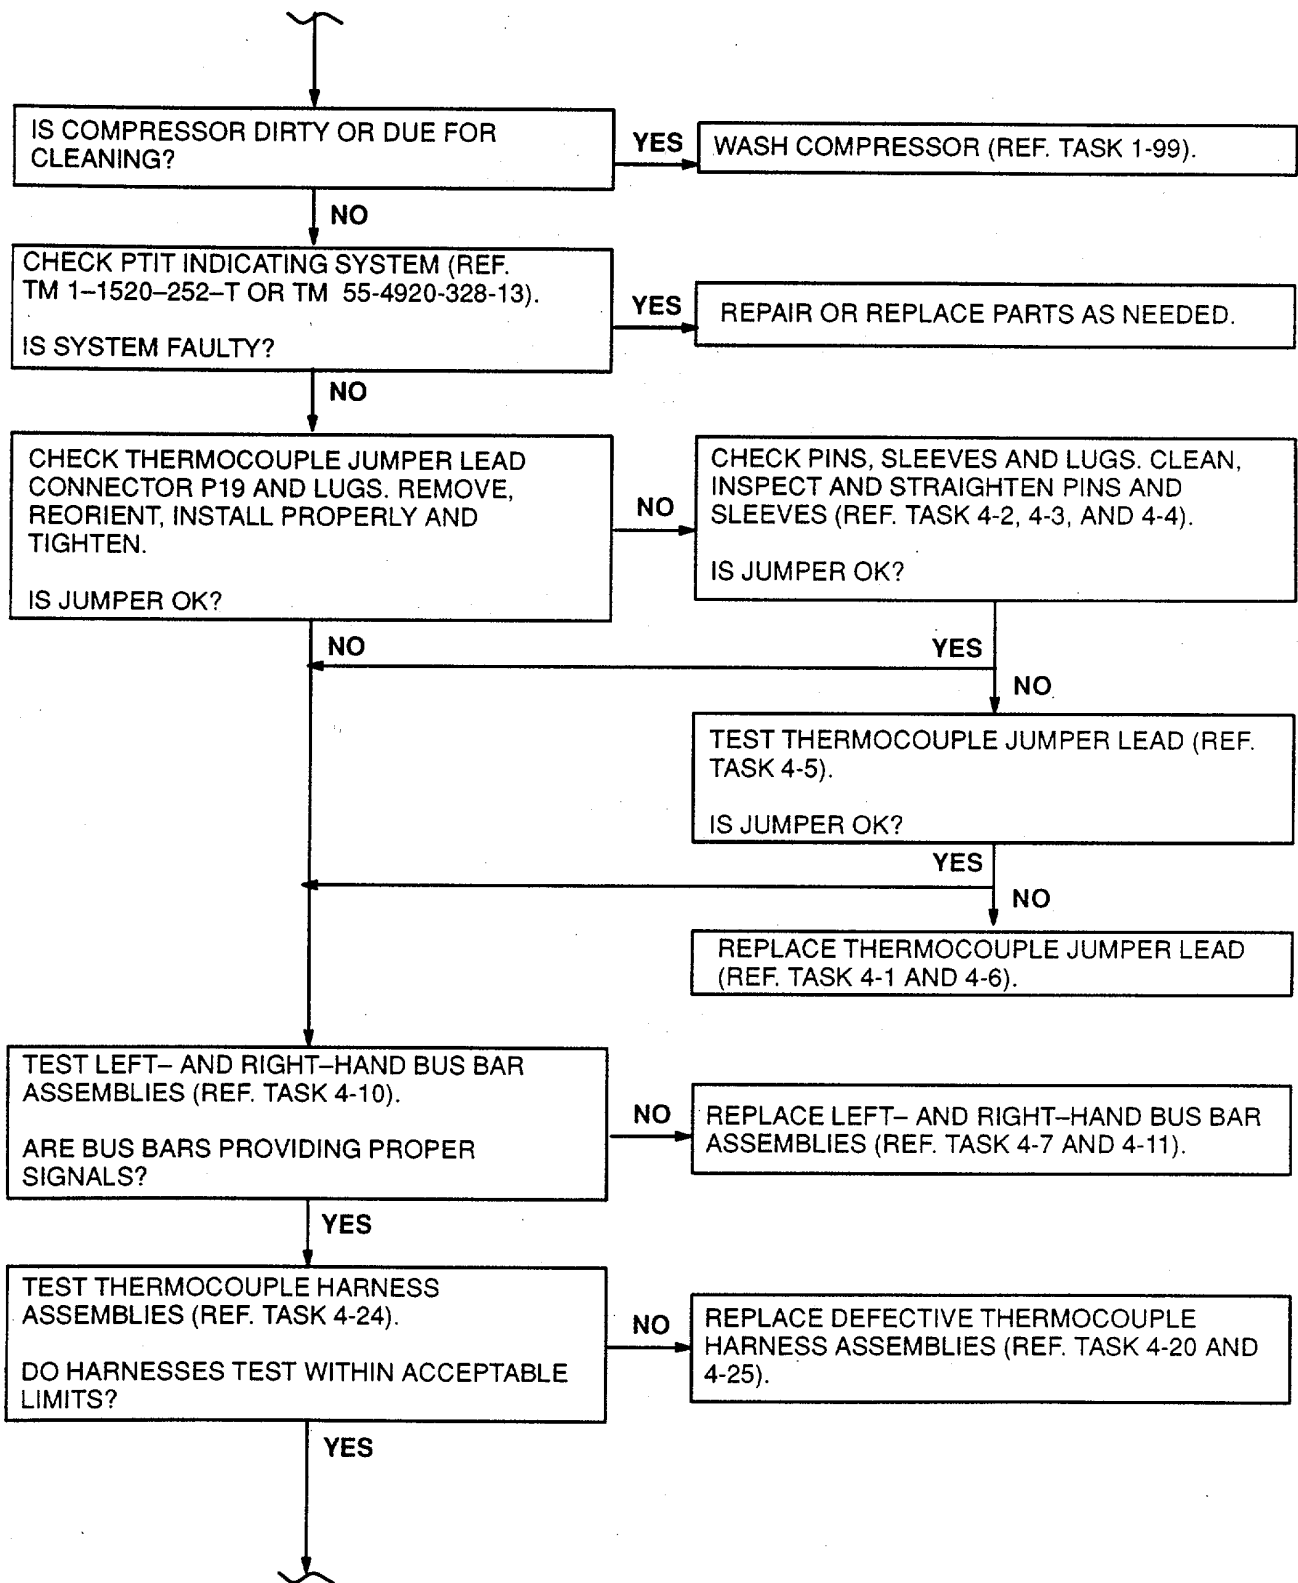 IS COMPRESSOR DIRTY OR DUE FOR
CLEANING?
YES
WASH COMPRESSOR (REF. TASK 1-99).
NO
CHECK PTIT INDICATING SYSTEM (REF.
TM 1–1520–252–T OR TM 55-4920-328-13).
IS SYSTEM FAULTY?
YES
REPAIR OR REPLACE PARTS AS NEEDED.
NO
CHECK THERMOCOUPLE JUMPER LEAD
CONNECTOR P19 AND LUGS. REMOVE,
REORIENT, INSTALL PROPERLY AND
TIGHTEN.
IS JUMPER OK?
NO
CHECK PINS, SLEEVES AND LUGS. CLEAN,
INSPECT AND STRAIGHTEN PINS AND
SLEEVES (REF. TASK 4-2, 4-3, AND 4-4).
IS JUMPER OK?
NO
YES
NO
TEST THERMOCOUPLE JUMPER LEAD (REF.
TASK 4-5).
IS JUMPER OK?
YES
NO
REPLACE THERMOCOUPLE JUMPER LEAD
(REF. TASK 4-1 AND 4-6).
TEST LEFT– AND RIGHT–HAND BUS BAR
ASSEMBLIES (REF. TASK 4-10).
ARE BUS BARS PROVIDING PROPER
SIGNALS?
NO
REPLACE LEFT– AND RIGHT–HAND BUS BAR
ASSEMBLIES (REF. TASK 4-7 AND 4-11).
YES
TEST THERMOCOUPLE HARNESS
ASSEMBLIES (REF. TASK 4-24).
DO HARNESSES TEST WITHIN ACCEPTABLE
LIMITS?
NO
REPLACE DEFECTIVE THERMOCOUPLE
HARNESS ASSEMBLIES (REF. TASK 4-20 AND
4-25).
YES